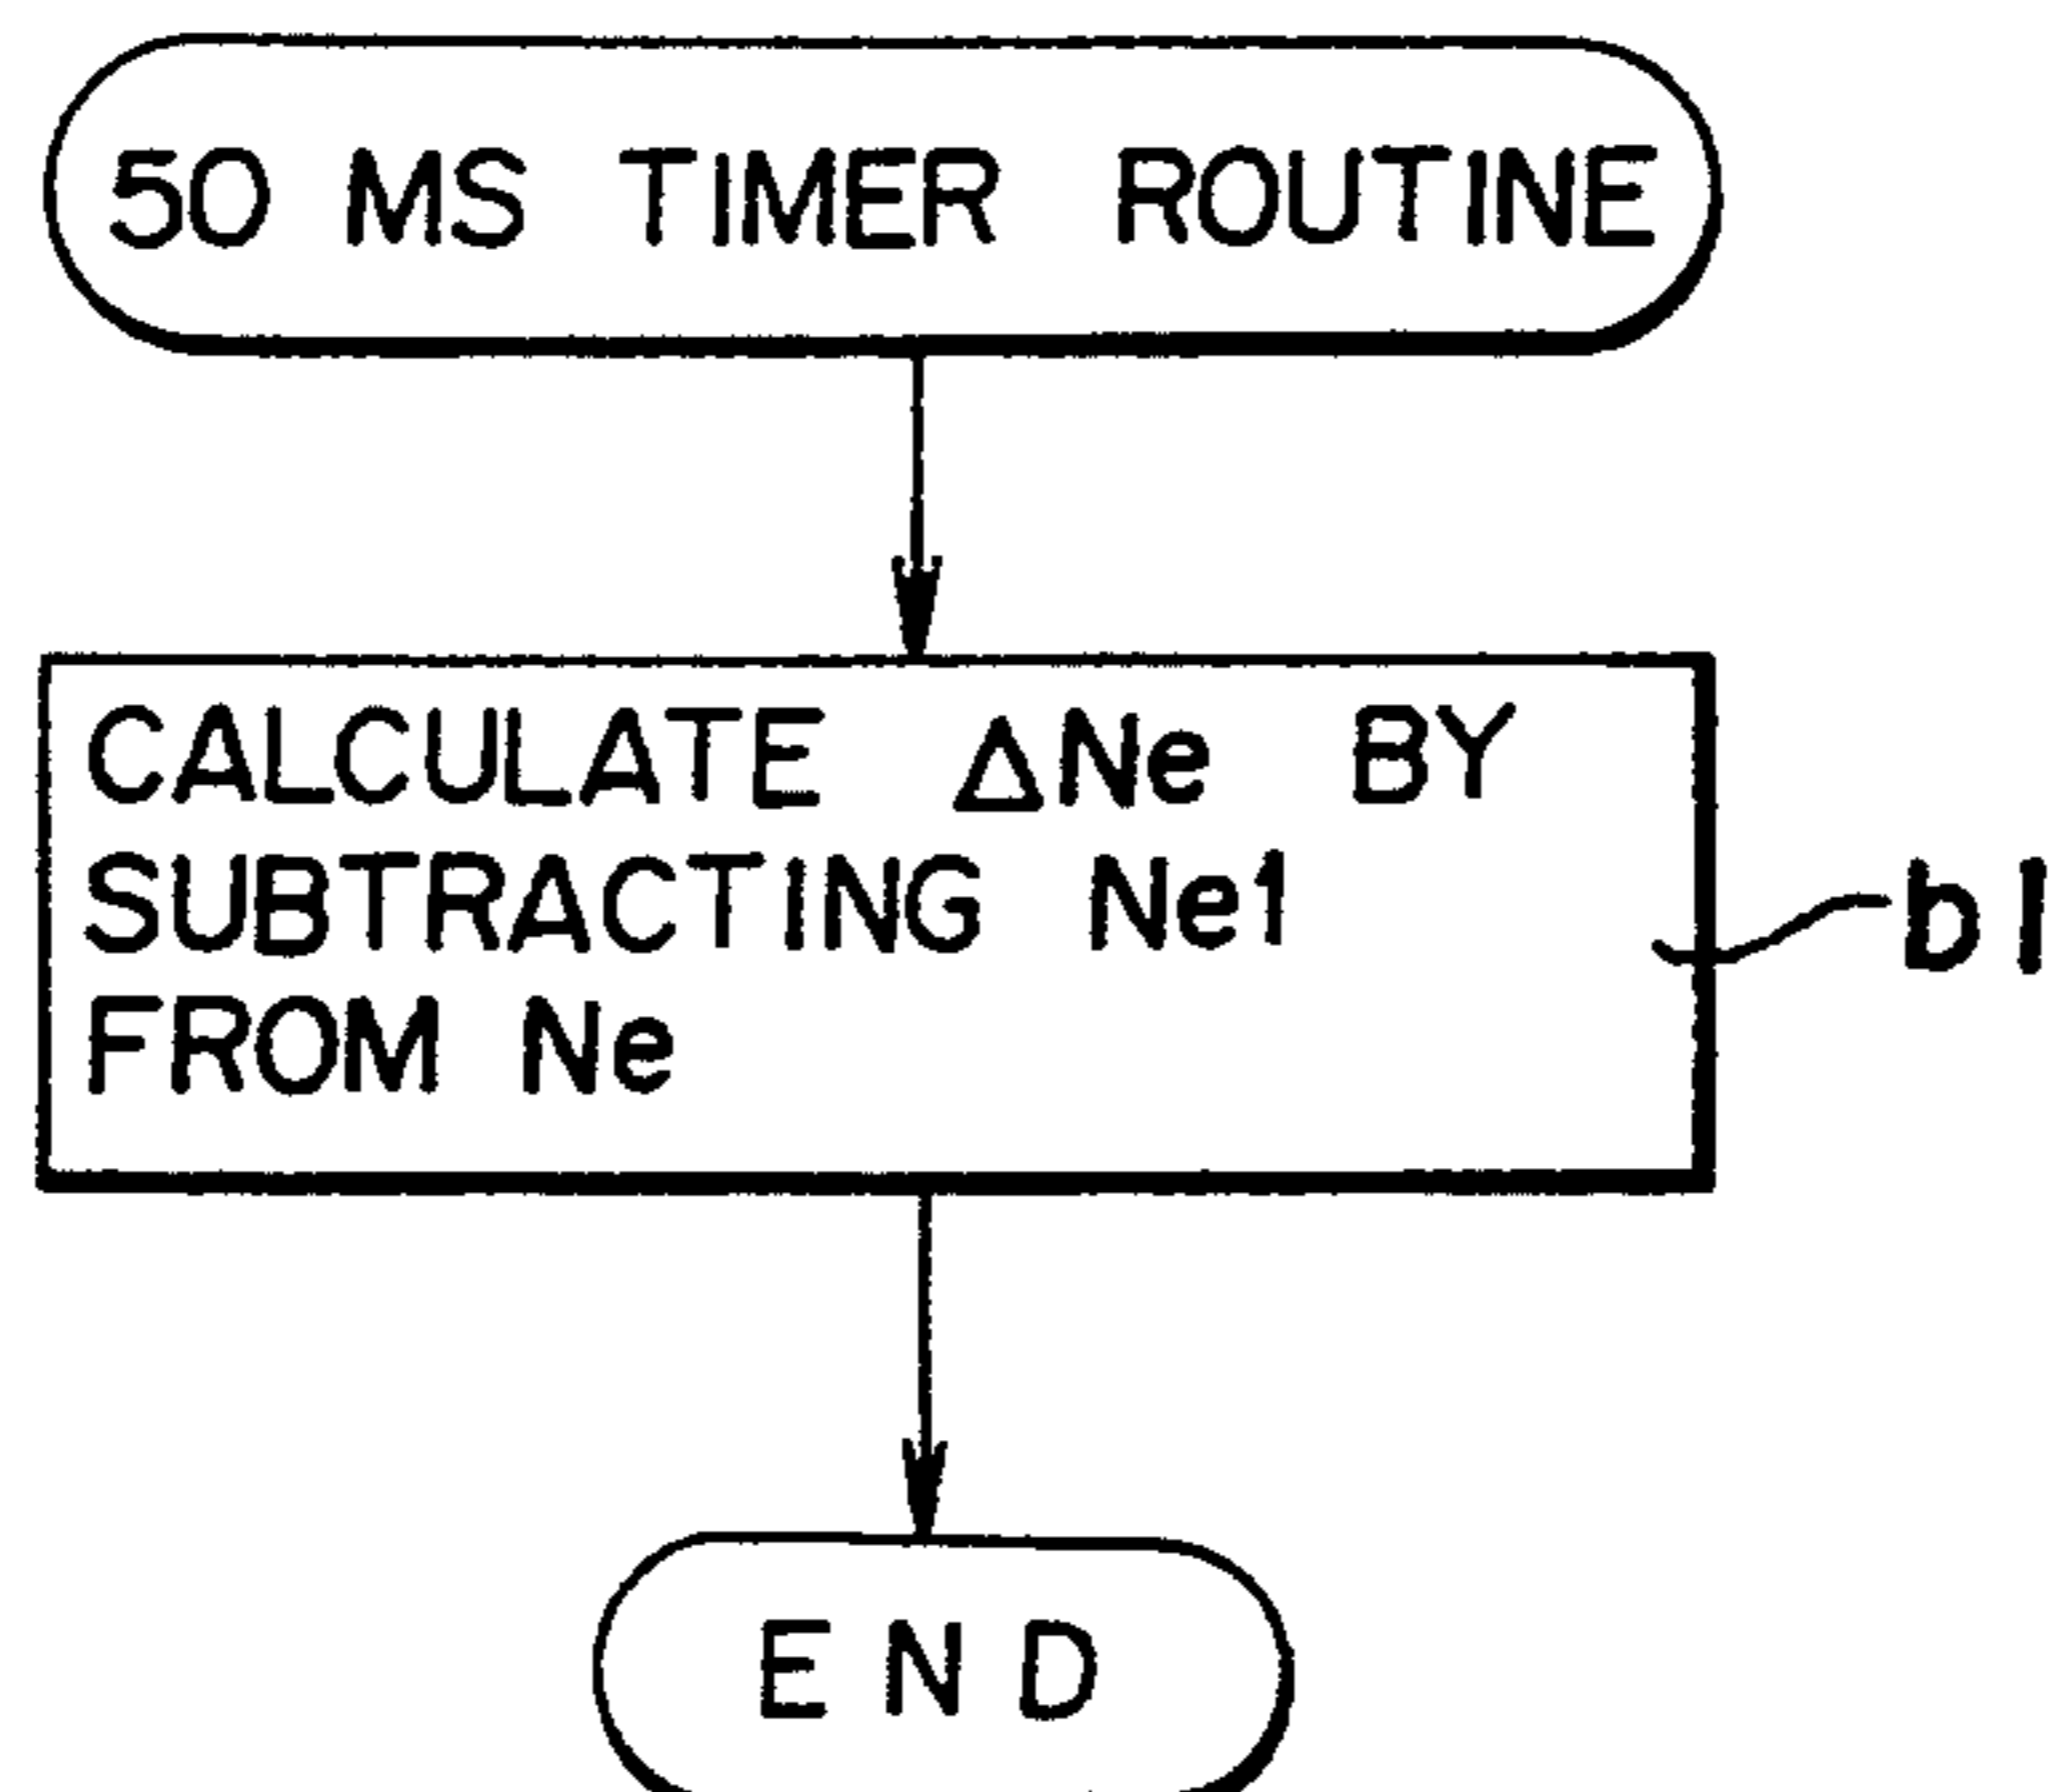 50 MS TIMER ROUTINE
CALCULATE ΔNe BY
SUBTRACTING Ne1
FROM Ne
b1
END